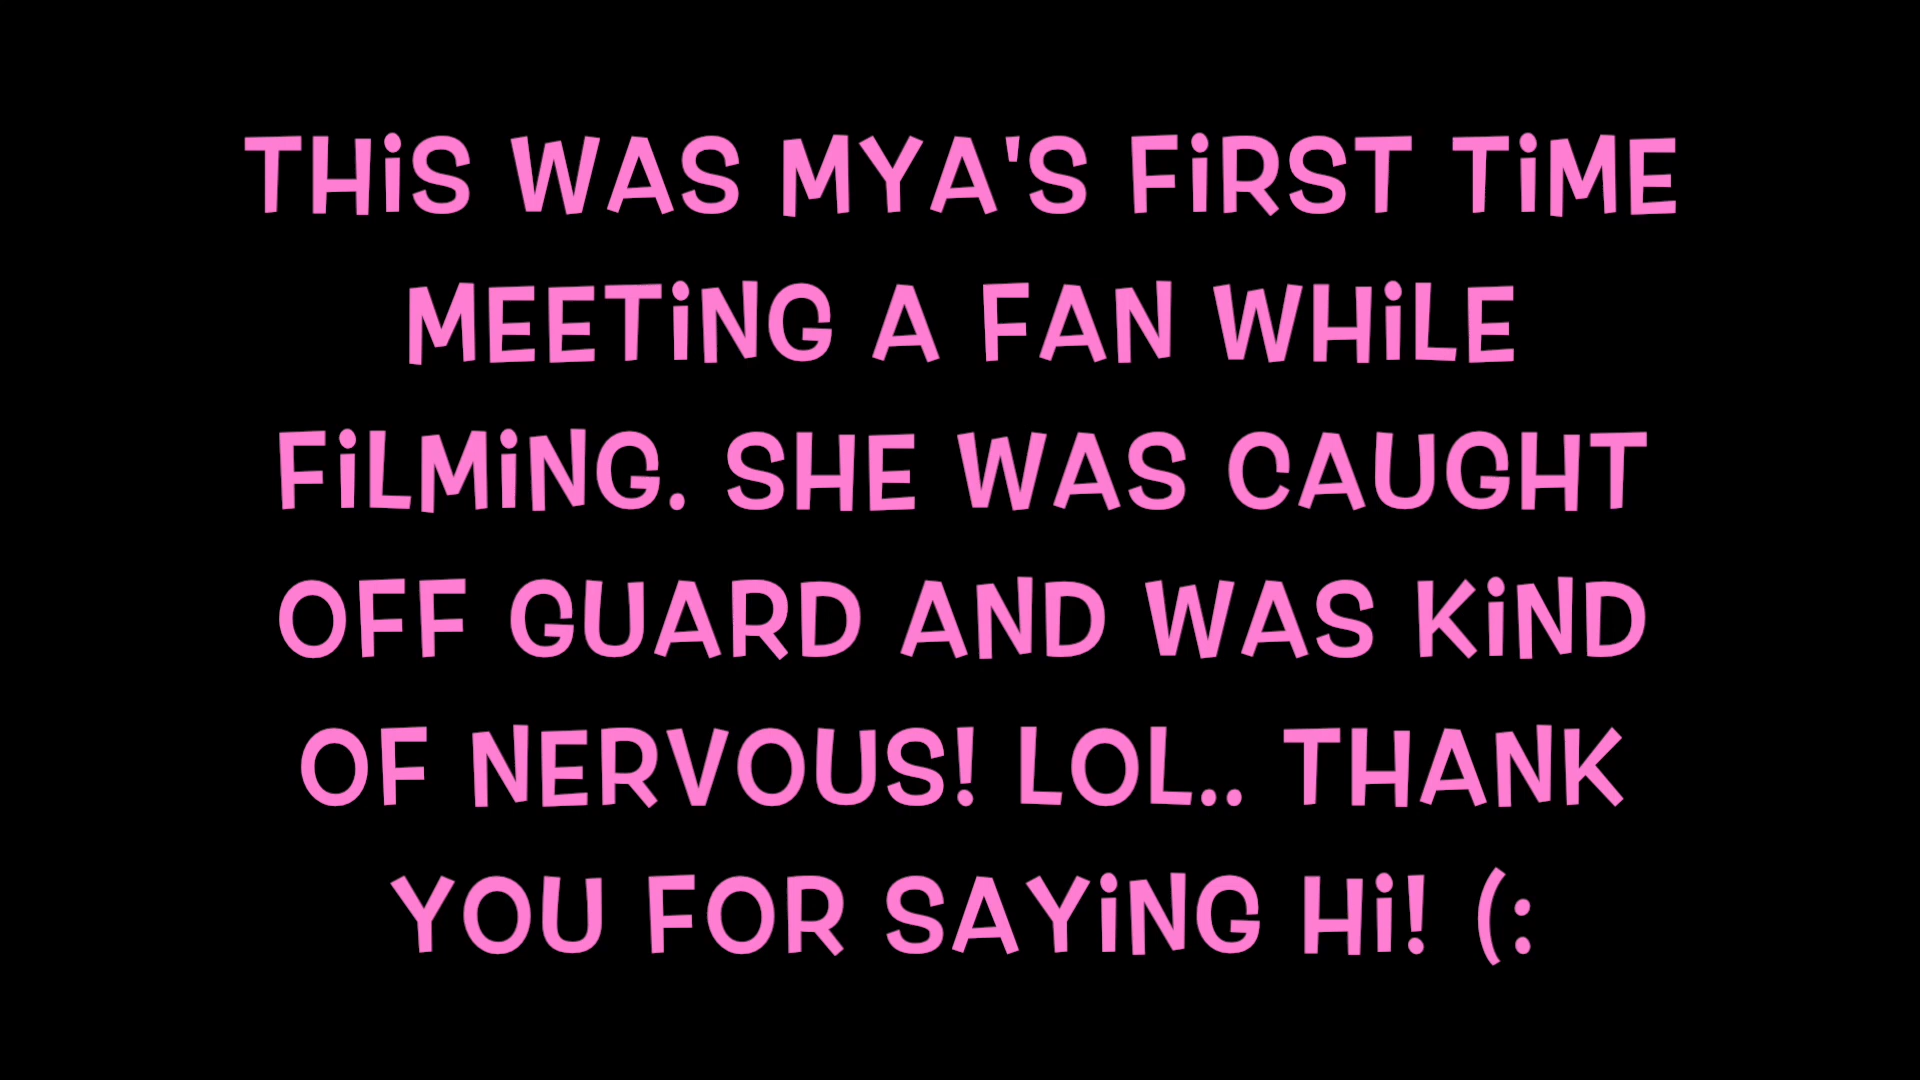 THiS WAS MYA'S FiRST TiME
MEETiNG A FAN WHiLE
FiLMiNG. SHE WAS CAUGHT
OFF GUARD AND WAS KiND
OF NERVOUS! LOL.. THANK
YOU FOR SAYiNG Hi! (: